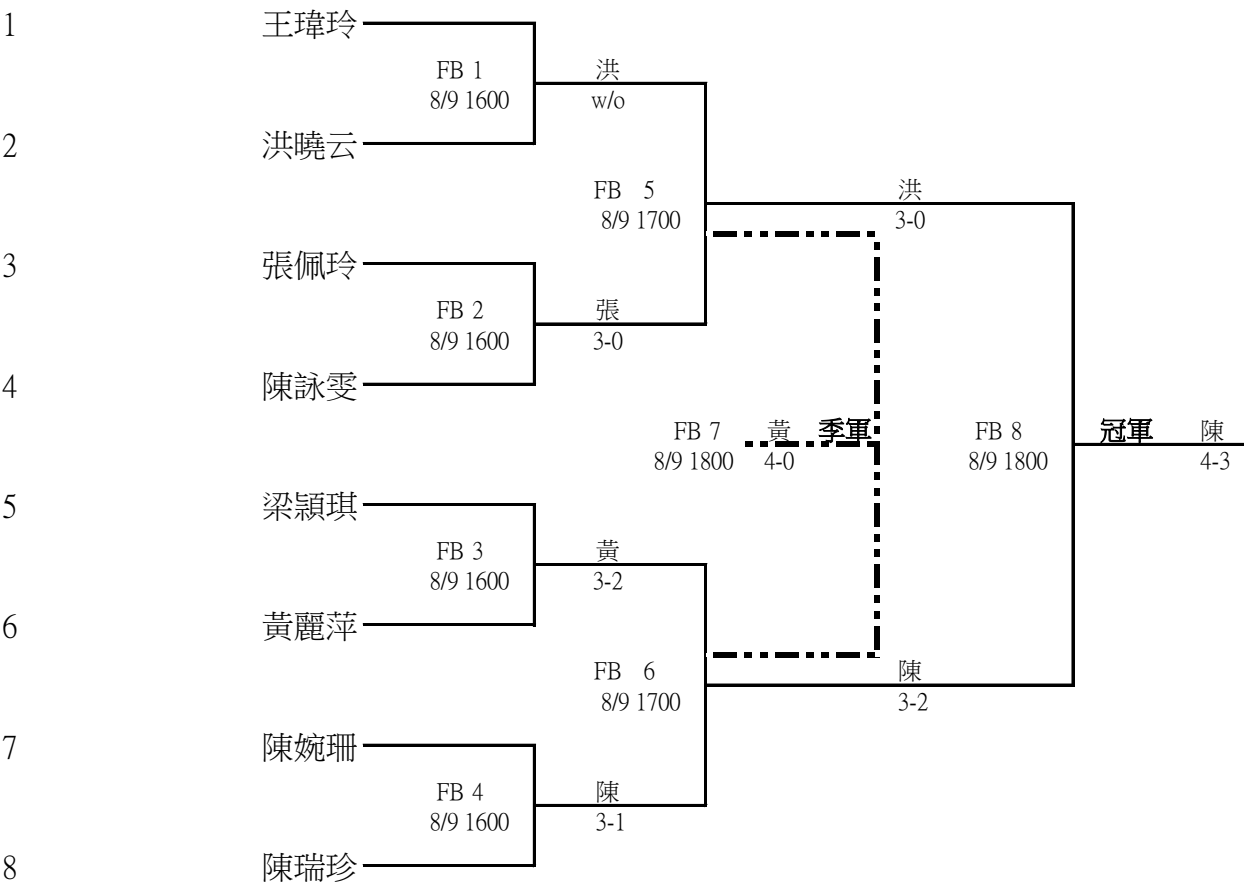 1 王瑋玲
FB 1 洪
8/9 1600 w/o
2 洪曉云
FB 5 洪
8/9 1700 3-0
3 張佩玲
FB 2 張
8/9 1600 3-0
4 陳詠雯
FB 7 黃 季軍 FB 8 冠軍 陳
8/9 1800 4-0 8/9 1800 4-3
5 梁穎琪
FB 3 黃
8/9 1600 3-2
6 黃麗萍
FB 6 陳
8/9 1700 3-2
7 陳婉珊
FB 4 陳
8/9 1600 3-1
8 陳瑞珍